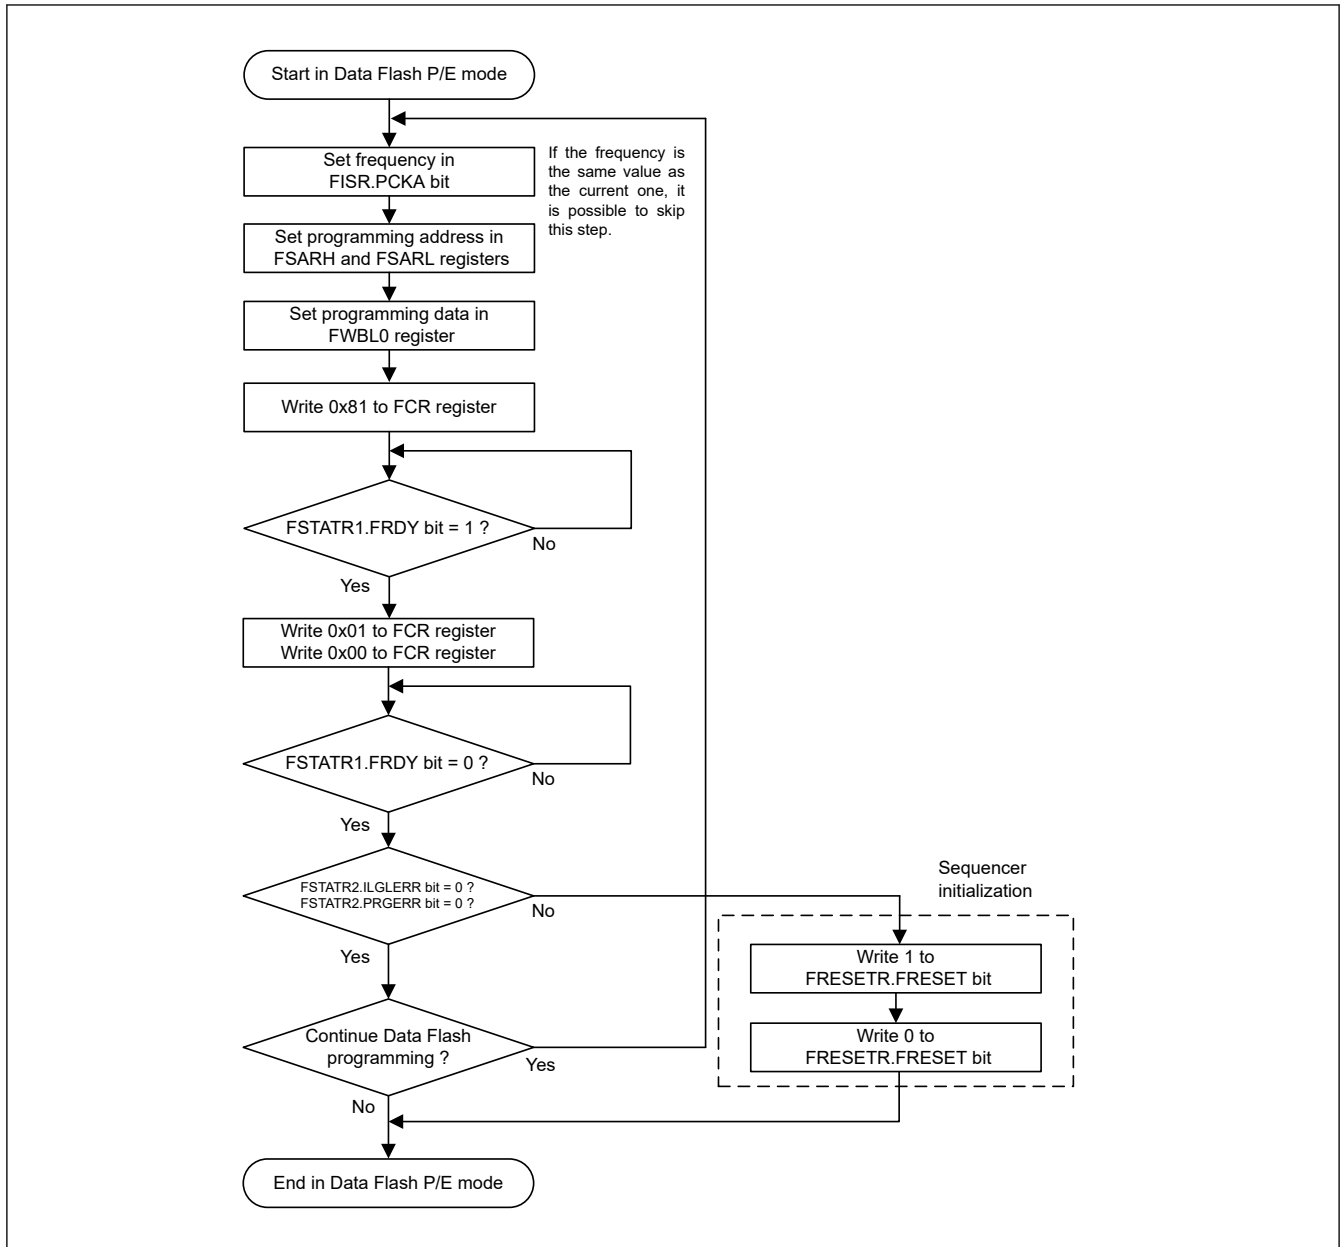 Start in Data Flash P/E mode
Set frequency in
FISR.PCKA bit
If the frequency is
the same value as
the current one, it
is possible to skip
this step.
Set programming address in
FSARH and FSARL registers
Set programming data in
FWBL0 register
Write 0x81 to FCR register
FSTATR1.FRDY bit = 1 ?
No
Yes
Write 0x01 to FCR register
Write 0x00 to FCR register
FSTATR1.FRDY bit = 0 ?
No
Yes
FSTATR2.ILGLERR bit = 0 ?
FSTATR2.PRGERR bit = 0 ?
No
Yes
Sequencer
initialization
Write 1 to
FRESETR.FRESET bit
Write 0 to
FRESETR.FRESET bit
Continue Data Flash
programming ?
Yes
No
End in Data Flash P/E mode